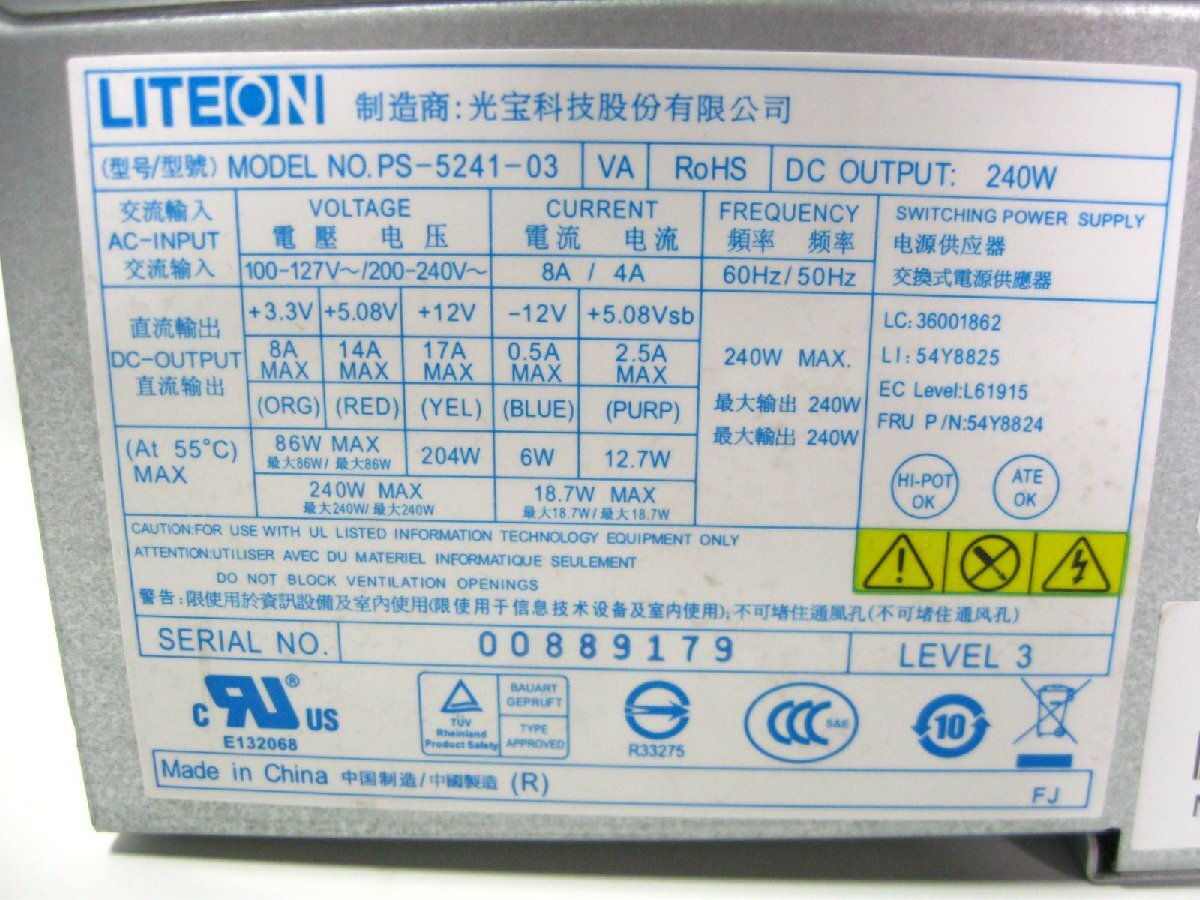 LITEON 制造商:光宝科技股份有限公司
(型号/型號) MODEL NO. PS-5241-03 VA RoHS DC OUTPUT: 240W
交流輸入 AC-INPUT 交流输入
VOLTAGE 電壓 电压
CURRENT 電流 电流
FREQUENCY 頻率 频率
100-127V~/200-240V~ 8A / 4A 60Hz/50Hz
SWITCHING POWER SUPPLY
电源供应器
交換式電源供應器
直流輸出 DC-OUTPUT 直流输出
+3.3V +5.08V +12V -12V +5.08Vsb
8A MAX 14A MAX 17A MAX 0.5A MAX 2.5A MAX
(ORG) (RED) (YEL) (BLUE) (PURP)
240W MAX.
最大输出 240W
最大輸出 240W
(At 55°C) MAX
86W MAX 204W 6W 12.7W
最大86W/ 最大86W
240W MAX 18.7W MAX
最大240W/最大240W 最大18.7W/最大18.7W
LC: 36001862
LI: 54Y8825
EC Level:L61915
FRU P/N:54Y8824
HI-POT OK
ATE OK
CAUTION:FOR USE WITH UL LISTED INFORMATION TECHNOLOGY EQUIPMENT ONLY
ATTENTION:UTILISER AVEC DU MATERIEL INFORMATIQUE SEULEMENT
DO NOT BLOCK VENTILATION OPENINGS
警告:限使用於資訊設備及室內使用(限使用于信息技术设备及室内使用);不可堵住通風孔(不可堵住通风孔)
SERIAL NO. 00889179 LEVEL 3
c RU ® US
E132068
TÜV Rheinland Product Safety
BAUART GEPRÜFT
TYPE APPROVED
R33275
CCC S&E
10
Made in China 中国制造/中國製造 (R)
FJ